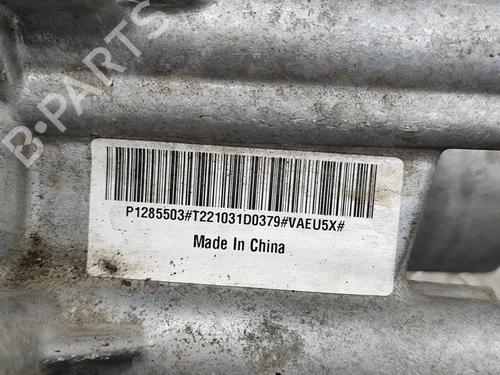 B-PARTS
P1285503#T221031D0379#VAEU5X#
Made In China